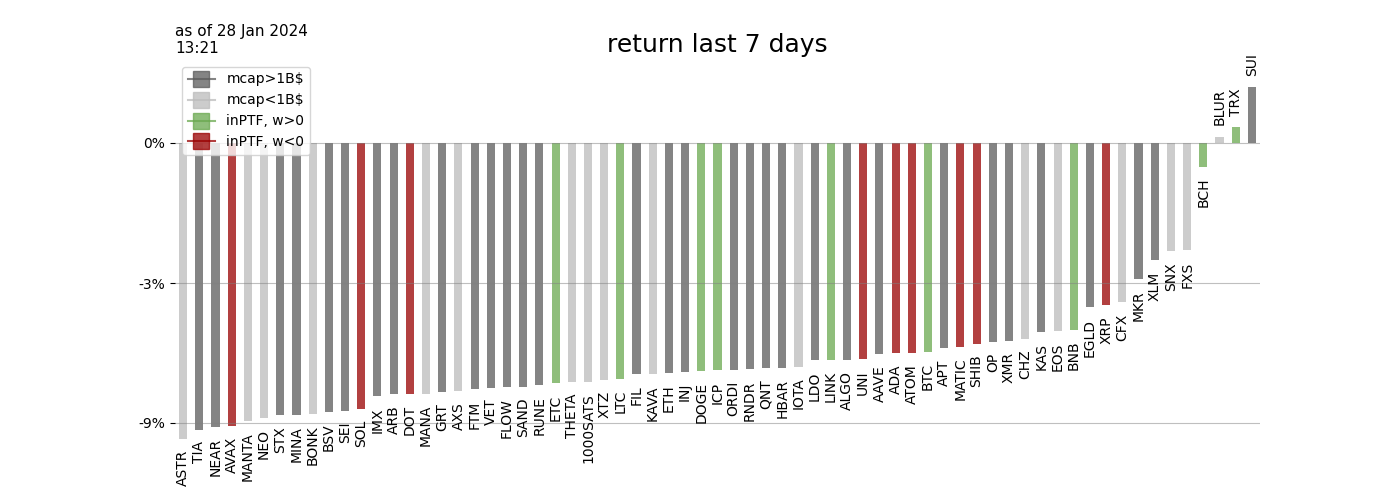 as of 28 Jan 2024
13:21
return last 7 days
mcap>1B$
mcap<1B$
inPTF, w>0
inPTF, w<0
0%
-3%
-9%
ASTR
TIA
NEAR
AVAX
MANTA
NEO
STX
MINA
BONK
BSV
SEI
SOL
IMX
ARB
DOT
MANA
GRT
AXS
FTM
VET
FLOW
SAND
RUNE
ETC
THETA
1000SATS
XTZ
LTC
FIL
KAVA
ETH
INJ
DOGE
ICP
ORDI
RNDR
QNT
HBAR
IOTA
LDO
LINK
ALGO
UNI
AAVE
ADA
ATOM
BTC
APT
MATIC
SHIB
OP
XMR
CHZ
KAS
EOS
BNB
EGLD
XRP
CFX
MKR
XLM
SNX
FXS
BCH
BLUR
TRX
SUI